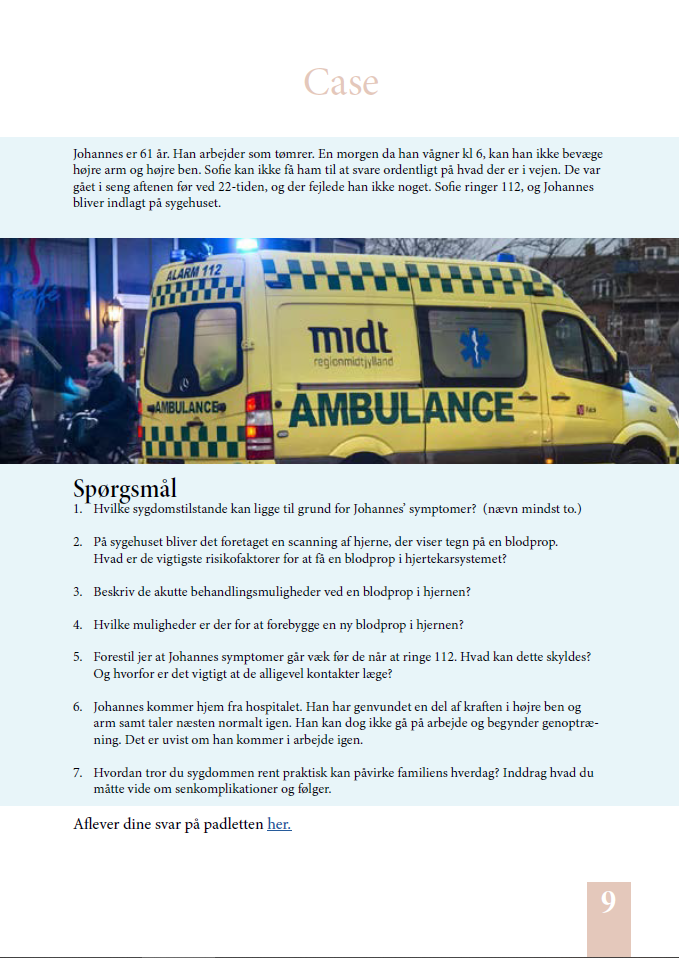 Case
Johannes er 61 år. Han arbejder som tømrer. En morgen da han vågner kl 6, kan han ikke bevæge
højre arm og højre ben. Sofie kan ikke få ham til at svare ordentligt på hvad der er i vejen. De var
gået i seng aftenen før ved 22-tiden, og der fejlede han ikke noget. Sofie ringer 112, og Johannes
bliver indlagt på sygehuset.
ALARM 112
midt
regionmidtjylland
AMBULANCE
AMBULANCE
Spørgsmål
1. Hvilke sygdomstilstande kan ligge til grund for Johannes’ symptomer? (nævn mindst to.)
2. På sygehuset bliver det foretaget en scanning af hjerne, der viser tegn på en blodprop.
Hvad er de vigtigste risikofaktorer for at få en blodprop i hjertekarsystemet?
3. Beskriv de akutte behandlingsmuligheder ved en blodprop i hjernen?
4. Hvilke muligheder er der for at forebygge en ny blodprop i hjernen?
5. Forestil jer at Johannes symptomer går væk før de når at ringe 112. Hvad kan dette skyldes?
Og hvorfor er det vigtigt at de alligevel kontakter læge?
6. Johannes kommer hjem fra hospitalet. Han har genvundet en del af kraften i højre ben og
arm samt taler næsten normalt igen. Han kan dog ikke gå på arbejde og begynder genoptræ-
ning. Det er uvist om han kommer i arbejde igen.
7. Hvordan tror du sygdommen rent praktisk kan påvirke familiens hverdag? Inddrag hvad du
måtte vide om senkomplikationer og følger.
Aflever dine svar på padletten her.
9